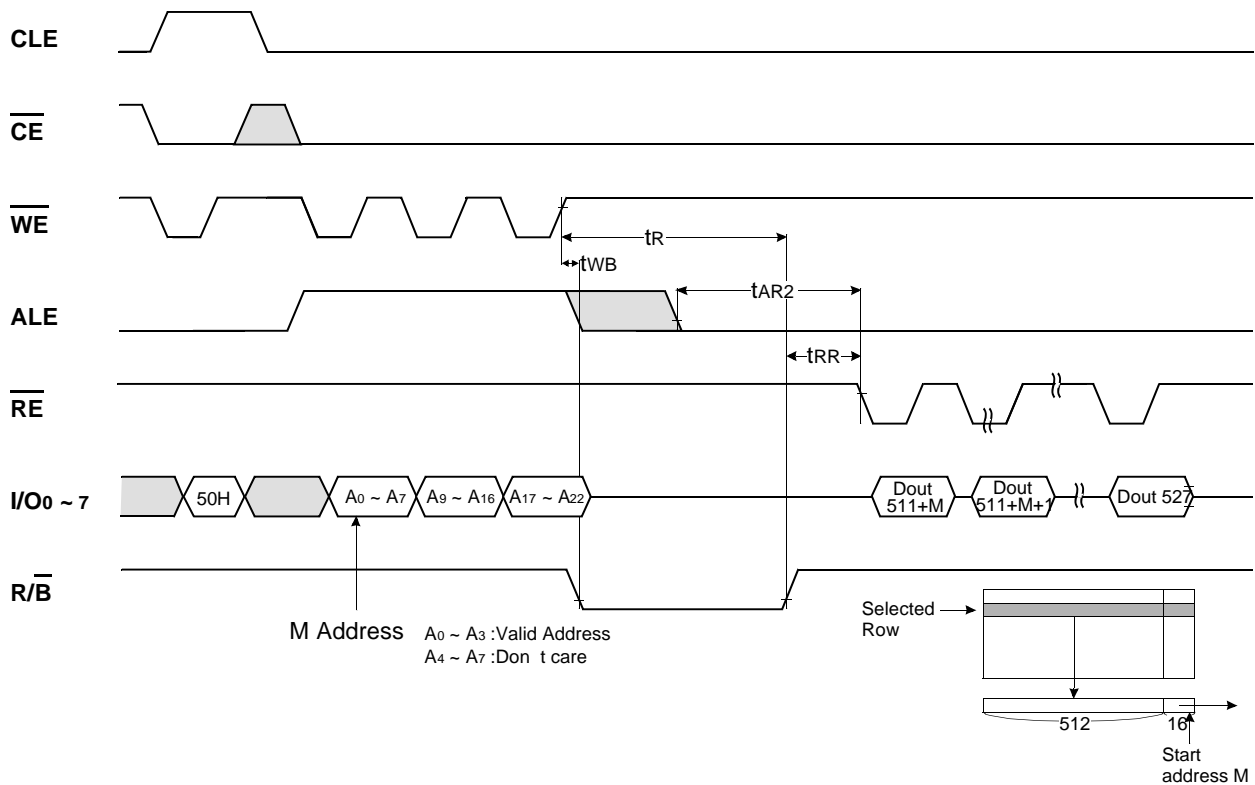 CLE
CE
WE
tR
tWB
ALE
tAR2
tRR
RE
I/O0 ~ 7
50H
A0 ~ A7
A9 ~ A16
A17 ~ A22
Dout
511+M
Dout
511+M+1
Dout 527
R/B
M Address
A0 ~ A3 :Valid Address
A4 ~ A7 :Don t care
Selected
Row
512
16
Start
address M